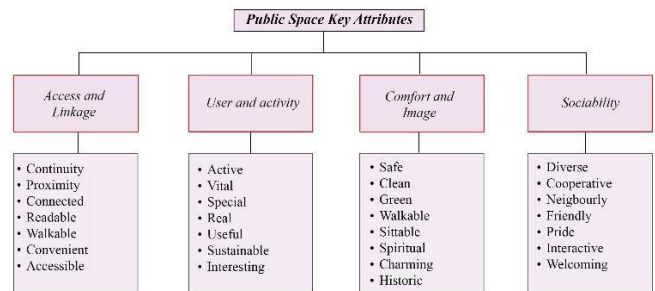 Public Space Key Attributes
Access and
Linkage
• Continuity
• Proximity
• Connected
• Readable
• Walkable
• Convenient
• Accessible
User and activity
• Active
• Vital
• Special
• Real
• Useful
• Sustainable
• Interesting
Comfort and
Image
• Safe
• Clean
• Green
• Walkable
• Sittable
• Spiritual
• Charming
• Historic
Sociability
• Diverse
• Cooperative
• Neigbourly
• Friendly
• Pride
• Interactive
• Welcoming